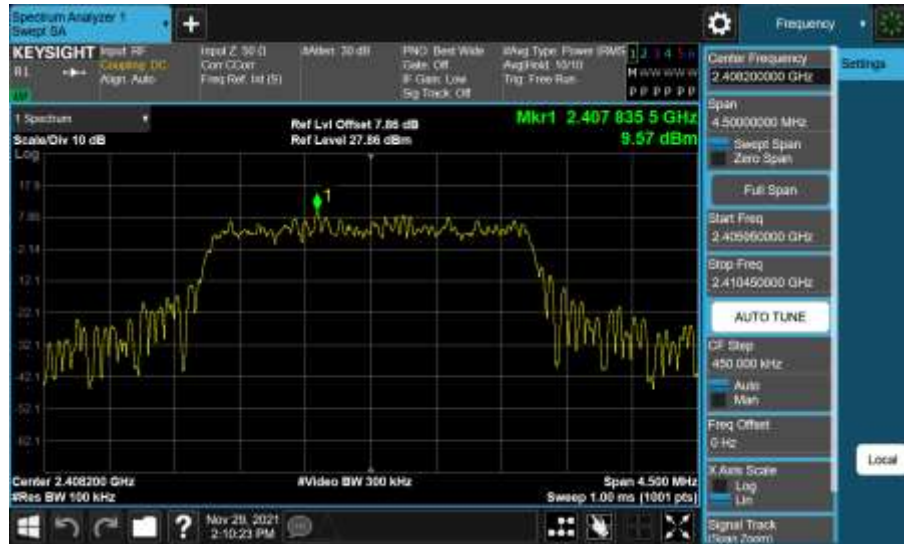 Spectrum Analyzer 1
Swept SA
Frequency
KEYSIGHT
Input: RF
Coupling: DC
Align: Auto
Input Z: 50 Ω
Corr CCorr
Freq Ref: Int (S)
#Atten: 30 dB
PNO: Best Wide
Gate: Off
IF Gain: Low
Sig Track: Off
#Avg Type: Power (RMS
Avg|Hold: 10/10
Trig: Free Run
1 2 3 4 5 6
M W W W W W
P P P P P P
1 Spectrum
Scale/Div 10 dB
Log
Ref Lvl Offset 7.86 dB
Ref Level 27.86 dBm
Mkr1 2.407 835 5 GHz
9.57 dBm
1
17.9
7.86
-2.14
-12.1
-22.1
-32.1
-42.1
-52.1
-62.1
Center 2.408200 GHz
#Res BW 100 kHz
#Video BW 300 kHz
Span 4.500 MHz
Sweep 1.00 ms (1001 pts)
Nov 29, 2021
2:10:23 PM
Center Frequency
2.408200000 GHz
Span
4.50000000 MHz
Swept Span
Zero Span
Full Span
Start Freq
2.405950000 GHz
Stop Freq
2.410450000 GHz
AUTO TUNE
CF Step
450.000 kHz
Auto
Man
Freq Offset
0 Hz
X Axis Scale
Log
Lin
Signal Track
(Span Zoom)
Settings
Local